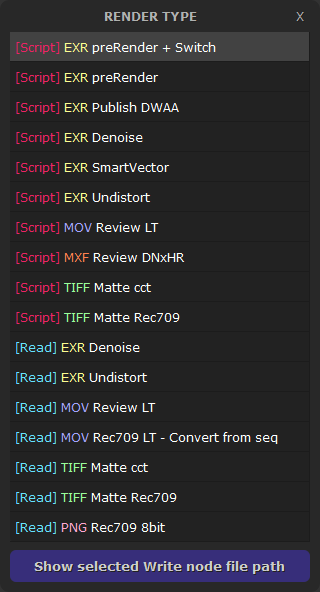 RENDER TYPE X
[Script] EXR preRender + Switch
[Script] EXR preRender
[Script] EXR Publish DWAA
[Script] EXR Denoise
[Script] EXR SmartVector
[Script] EXR Undistort
[Script] MOV Review LT
[Script] MXF Review DNxHR
[Script] TIFF Matte cct
[Script] TIFF Matte Rec709
[Read] EXR Denoise
[Read] EXR Undistort
[Read] MOV Review LT
[Read] MOV Rec709 LT - Convert from seq
[Read] TIFF Matte cct
[Read] TIFF Matte Rec709
[Read] PNG Rec709 8bit
Show selected Write node file path